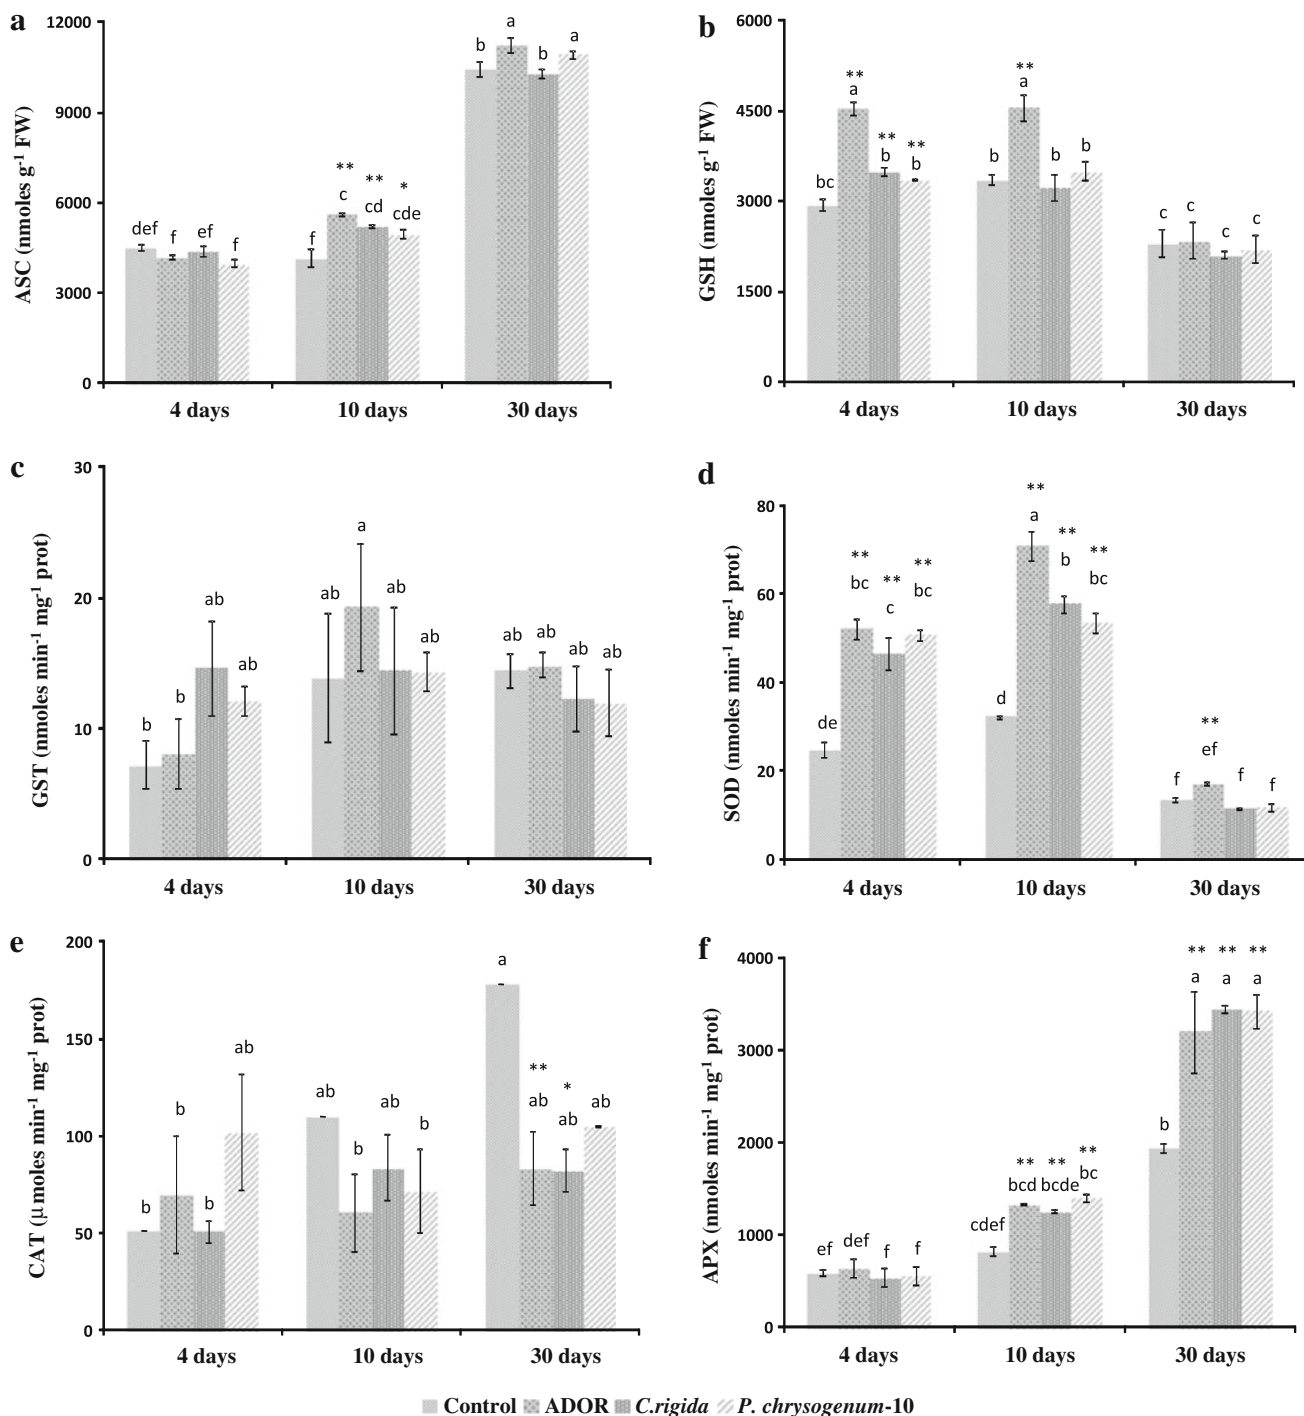 a
ASC (nmoles g-1 FW)
12000
9000
6000
3000
0
def f ef f
** ** *
f c cd cde
b a b a
4 days 10 days 30 days
b
GSH (nmoles g-1 FW)
6000
4500
3000
1500
0
** ** **
bc a b b
**
b a b b
c c c c
4 days 10 days 30 days
c
GST (nmoles min-1 mg-1 prot)
30
20
10
0
b b ab ab
ab a ab ab
ab ab ab ab
4 days 10 days 30 days
d
SOD (nmoles min-1 mg-1 prot)
80
60
40
20
0
** ** **
de bc c bc
** ** **
d a b bc
**
f ef f f
4 days 10 days 30 days
e
CAT (µmoles min-1 mg-1 prot)
200
150
100
50
0
b b b ab
ab b ab b
** *
a ab ab ab
4 days 10 days 30 days
f
APX (nmoles min-1 mg-1 prot)
4000
3000
2000
1000
0
ef def f f
** ** **
cdef bcd bcde bc
** ** **
b a a a
4 days 10 days 30 days
Control ADOR C.rigida P. chrysogenum-10